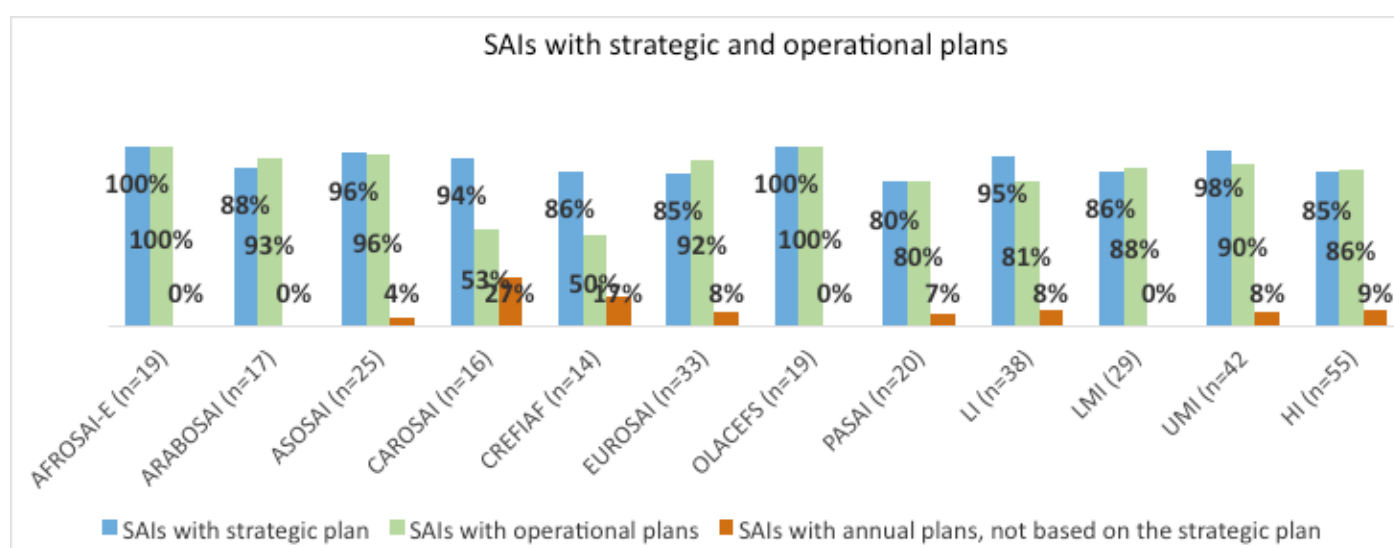 SAIs with strategic and operational plans
100% 88% 96% 94% 86% 85% 100% 80% 95% 86% 98% 85%
100% 93% 96% 53% 50% 92% 100% 80% 81% 88% 90% 86%
0% 0% 4% 27% 17% 8% 0% 7% 8% 0% 8% 9%
AFROSAI-E (n=19)
ARABOSAI (n=17)
ASOSAI (n=25)
CAROSAI (n=16)
CREFIAF (n=14)
EUROSAI (n=33)
OLACEFS (n=19)
PASAI (n=20)
LI (n=38)
LMI (29)
UMI (n=42
HI (n=55)
SAIs with strategic plan SAIs with operational plans SAIs with annual plans, not based on the strategic plan